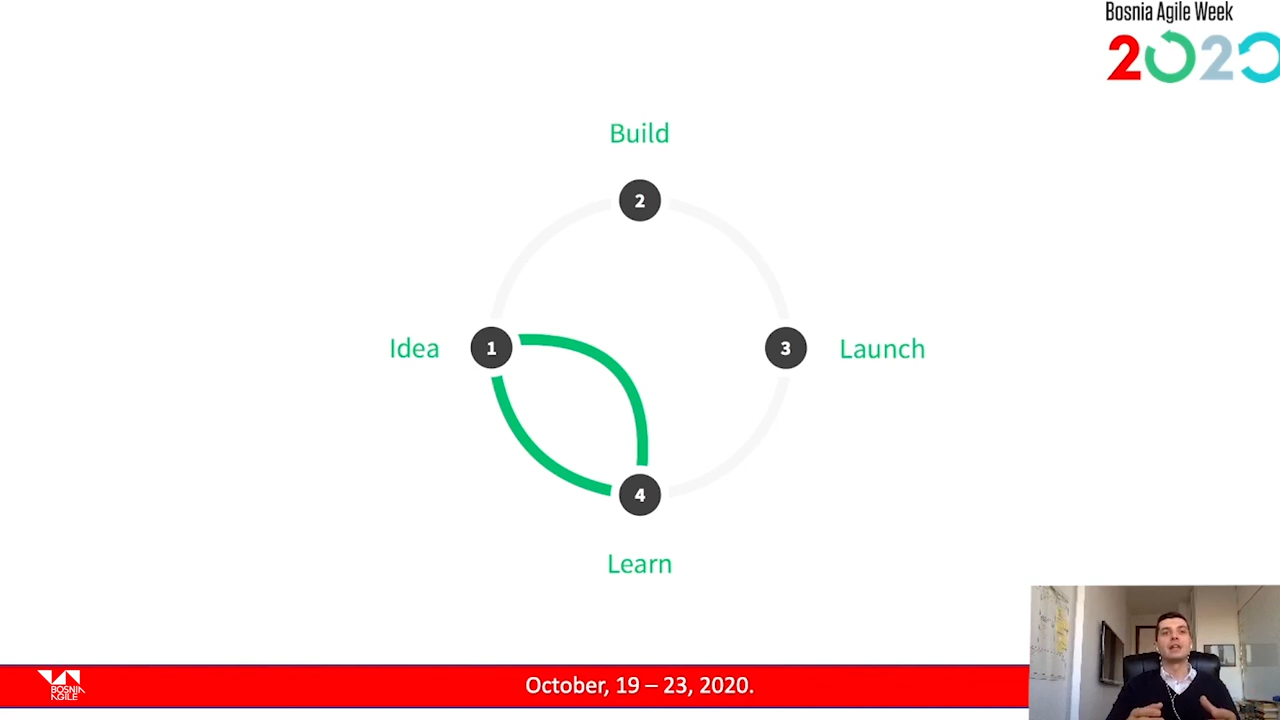 Bosnia Agile Week
2020
Build
2
Idea
1
3
Launch
4
Learn
BOSNIA
AGILE
October, 19 – 23, 2020.